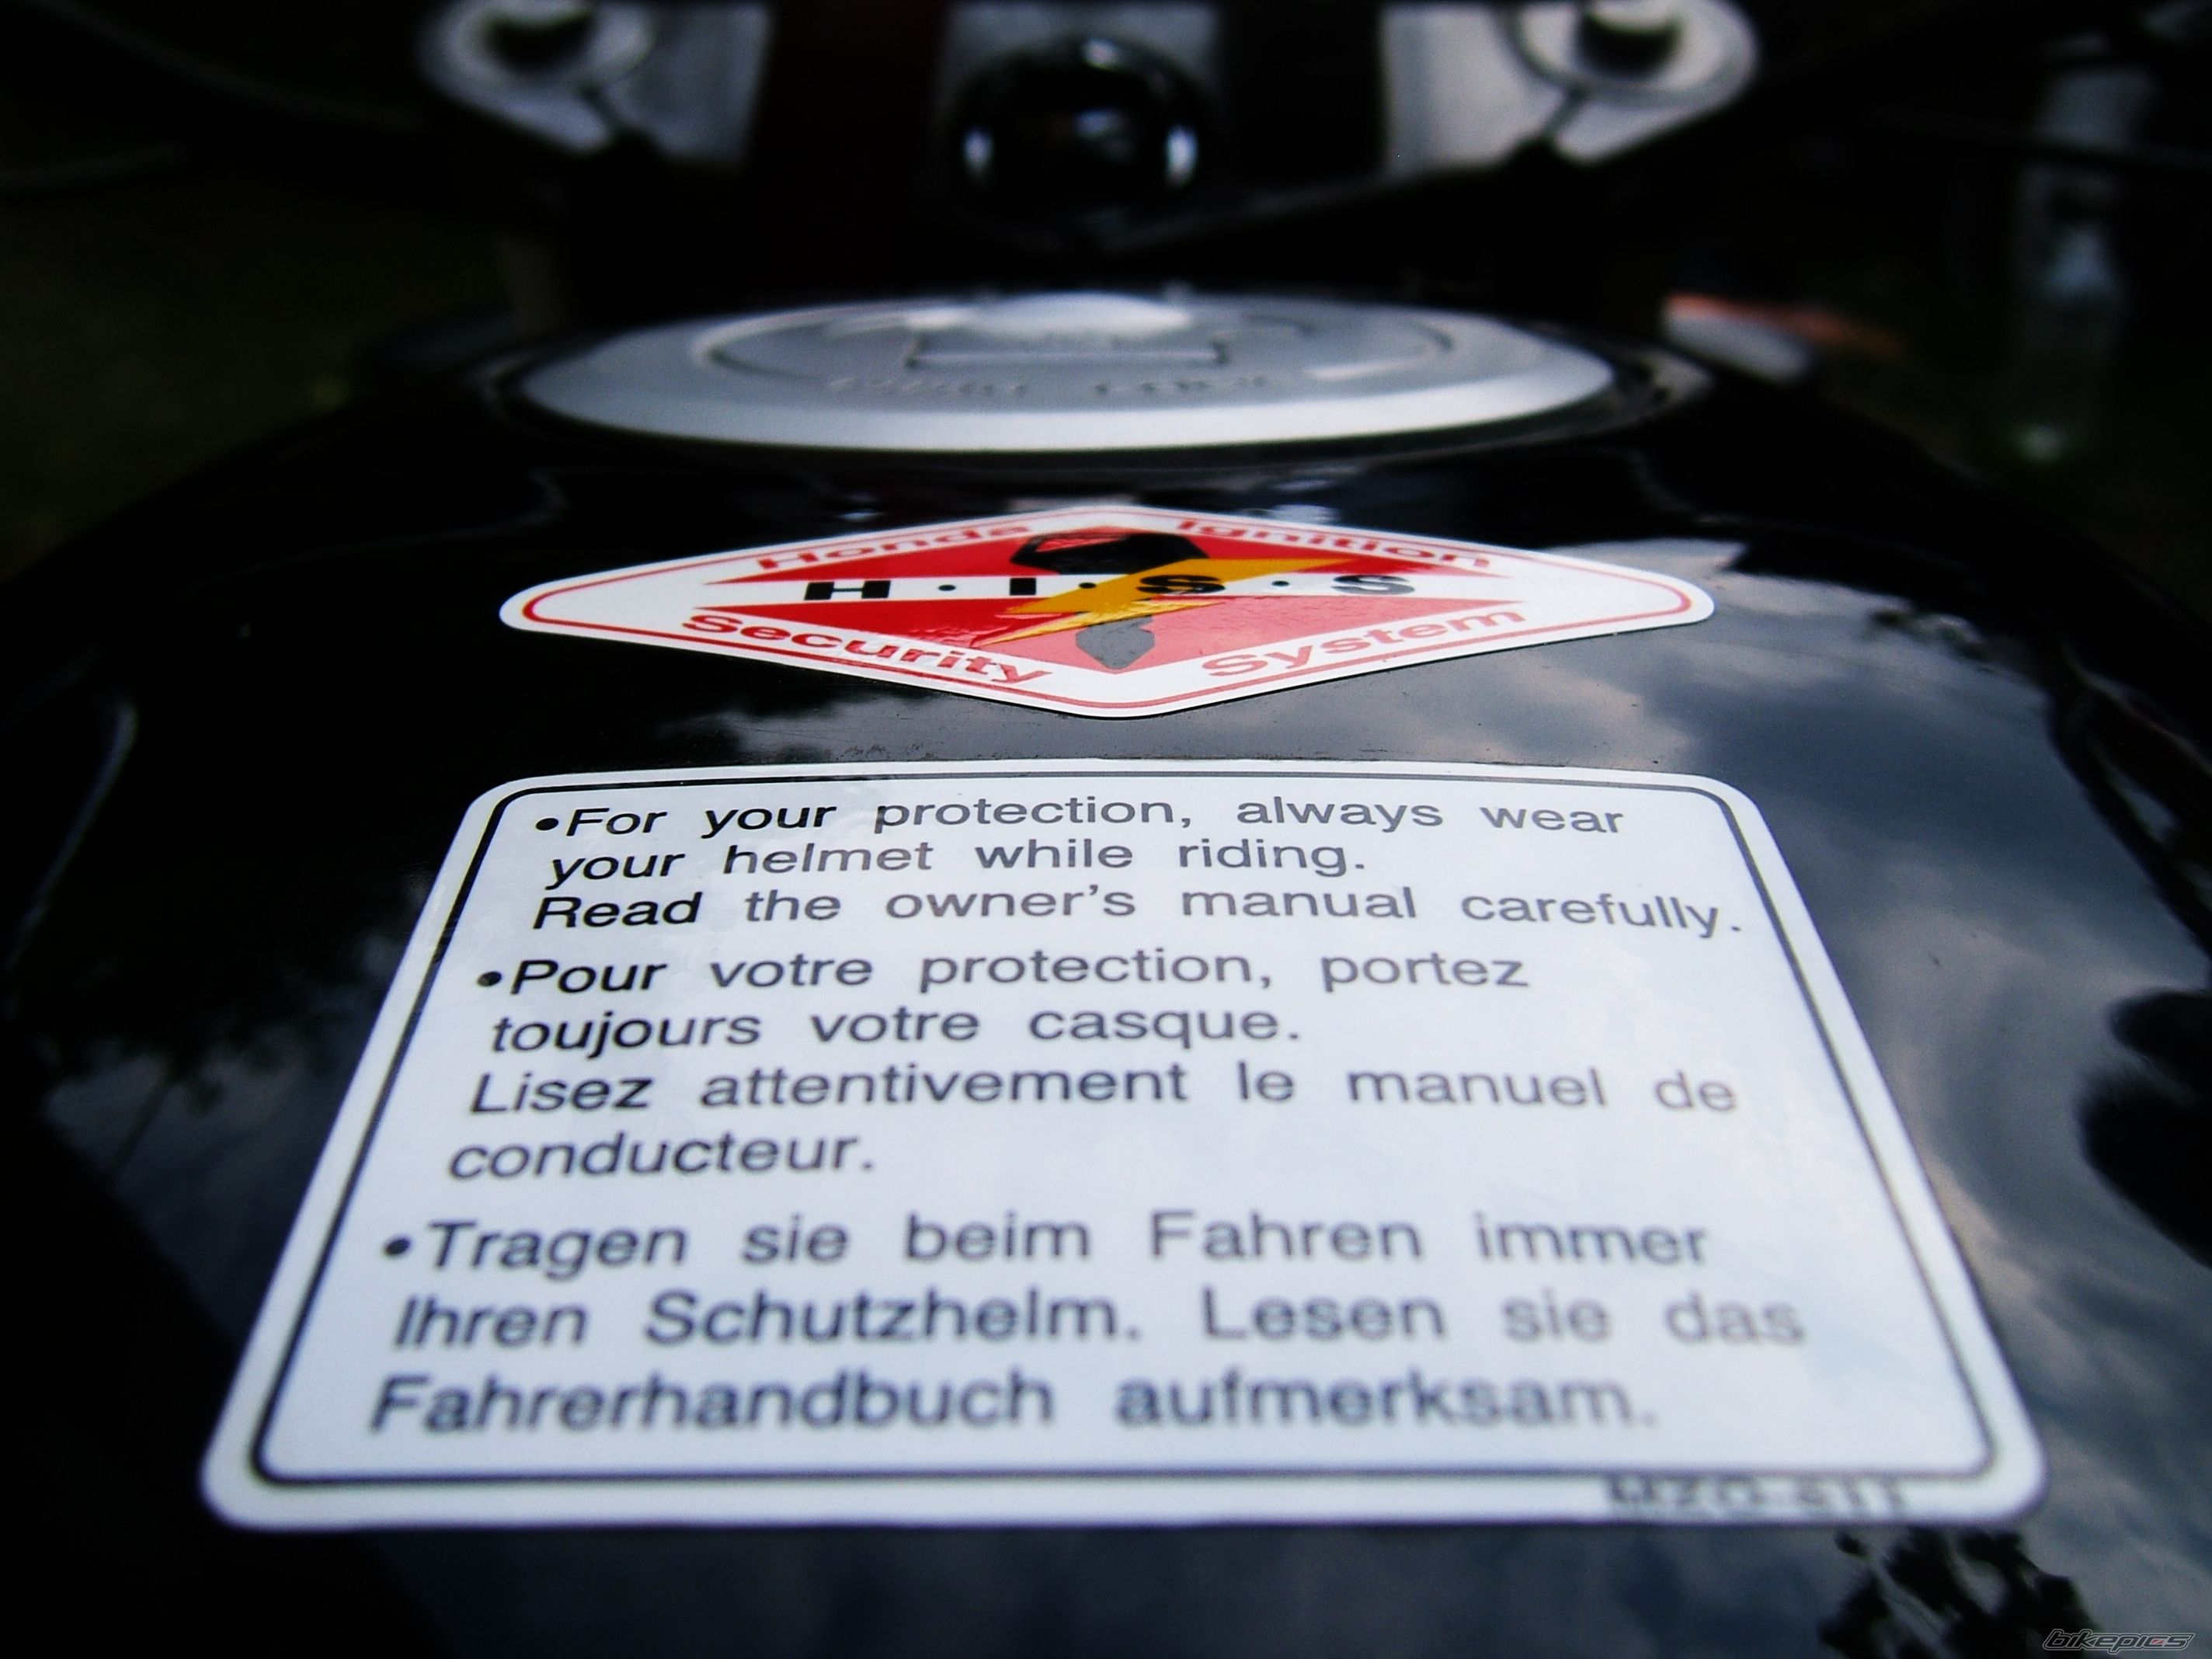 Honda Ignition
H·I·S·S
Security System
•For your protection, always wear
your helmet while riding.
Read the owner's manual carefully.
•Pour votre protection, portez
toujours votre casque.
Lisez attentivement le manuel de
conducteur.
•Tragen sie beim Fahren immer
Ihren Schutzhelm. Lesen sie das
Fahrerhandbuch aufmerksam.
bikepics